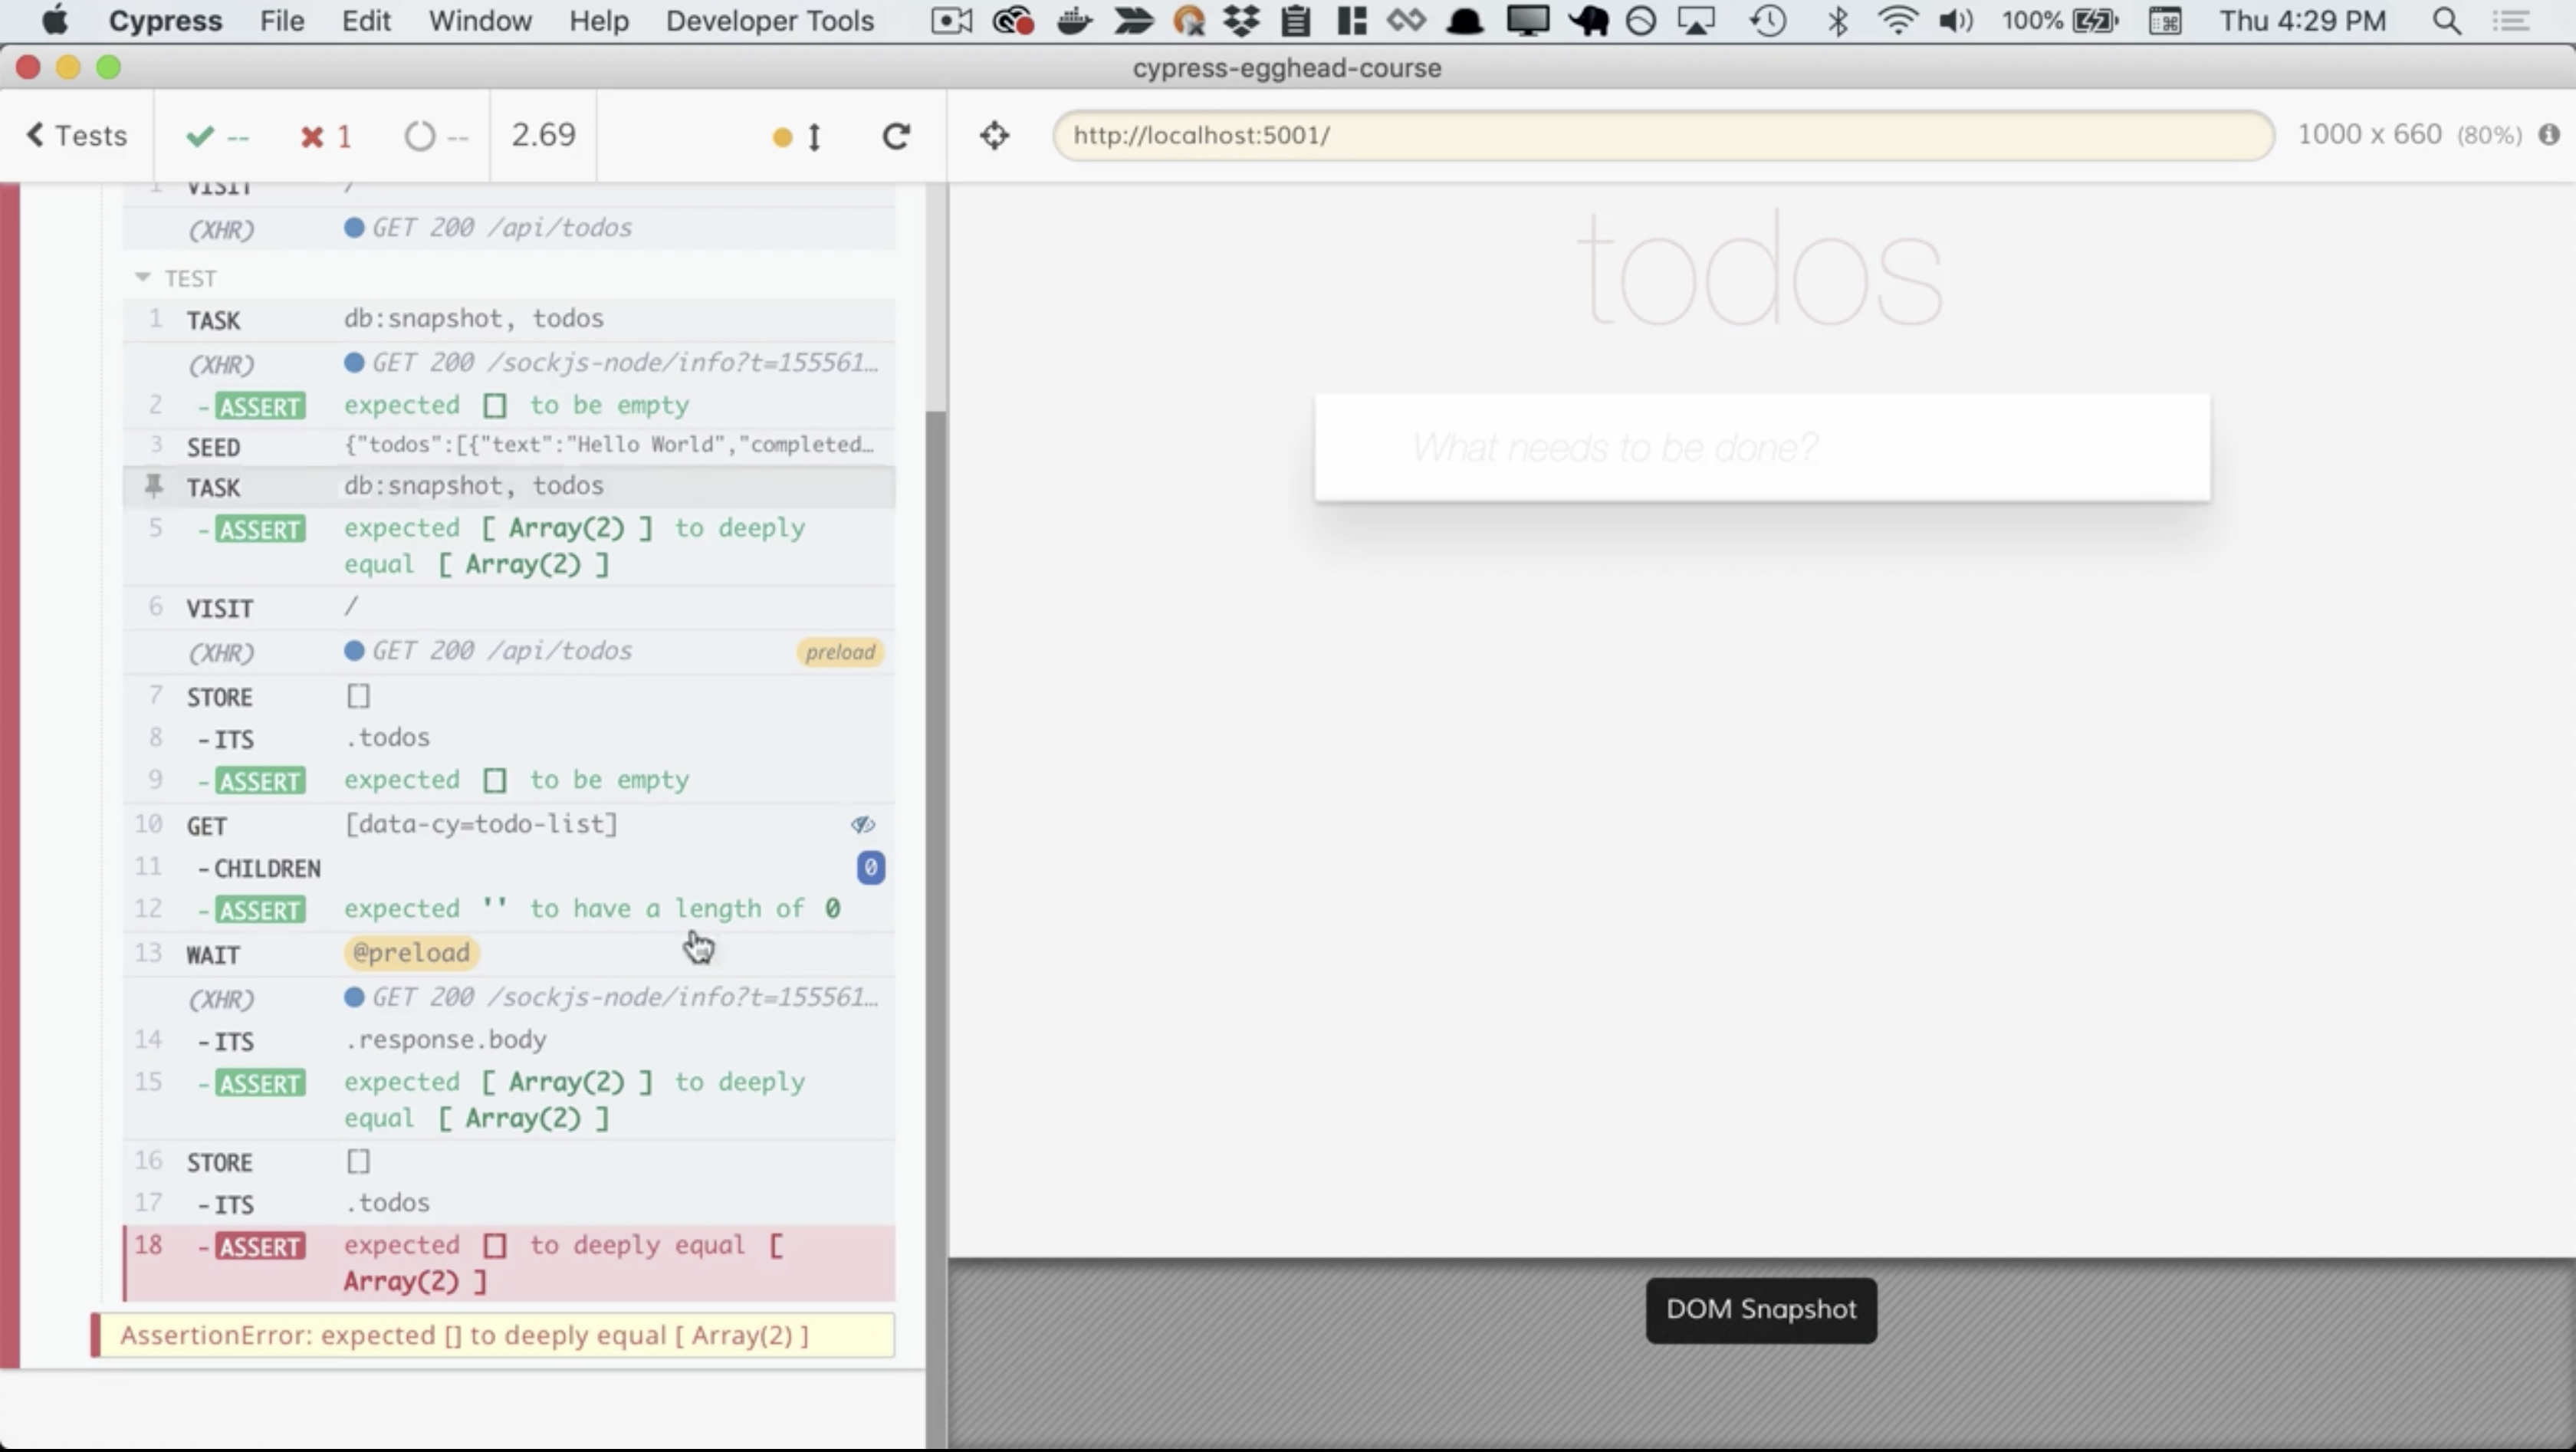 Cypress File Edit Window Help Developer Tools 100% Thu 4:29 PM
cypress-egghead-course
Tests -- 1 -- 2.69 http://localhost:5001/ 1000 x 660 (80%)
1 VISIT /
(XHR) GET 200 /api/todos
TEST
1 TASK db:snapshot, todos
(XHR) GET 200 /sockjs-node/info?t=155561…
2 -ASSERT expected [] to be empty
3 SEED {"todos":[{"text":"Hello World","completed…
TASK db:snapshot, todos
5 -ASSERT expected [ Array(2) ] to deeply
equal [ Array(2) ]
6 VISIT /
(XHR) GET 200 /api/todos preload
7 STORE []
8 -ITS .todos
9 -ASSERT expected [] to be empty
10 GET [data-cy=todo-list]
11 -CHILDREN 0
12 -ASSERT expected '' to have a length of 0
13 WAIT @preload
(XHR) GET 200 /sockjs-node/info?t=155561…
14 -ITS .response.body
15 -ASSERT expected [ Array(2) ] to deeply
equal [ Array(2) ]
16 STORE []
17 -ITS .todos
18 -ASSERT expected [] to deeply equal [
Array(2) ]
AssertionError: expected [] to deeply equal [ Array(2) ]
todos
What needs to be done?
DOM Snapshot